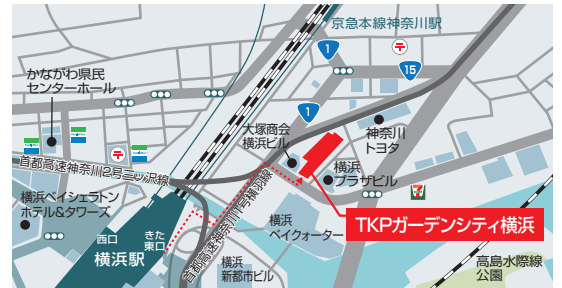 京急本線神奈川駅
1
15
かながわ県民
センターホール
1
大塚商会
横浜ビル
神奈川
トヨタ
首都高速神奈川2号三ツ沢線
横浜
プラザビル
7
横浜ベイシェラトン
ホテル&タワーズ
西口
きた
東口
横浜駅
首都高速神奈川1号横羽線
横浜
ベイクォーター
TKPガーデンシティ横浜
横浜
新都市ビル
高島水際線
公園